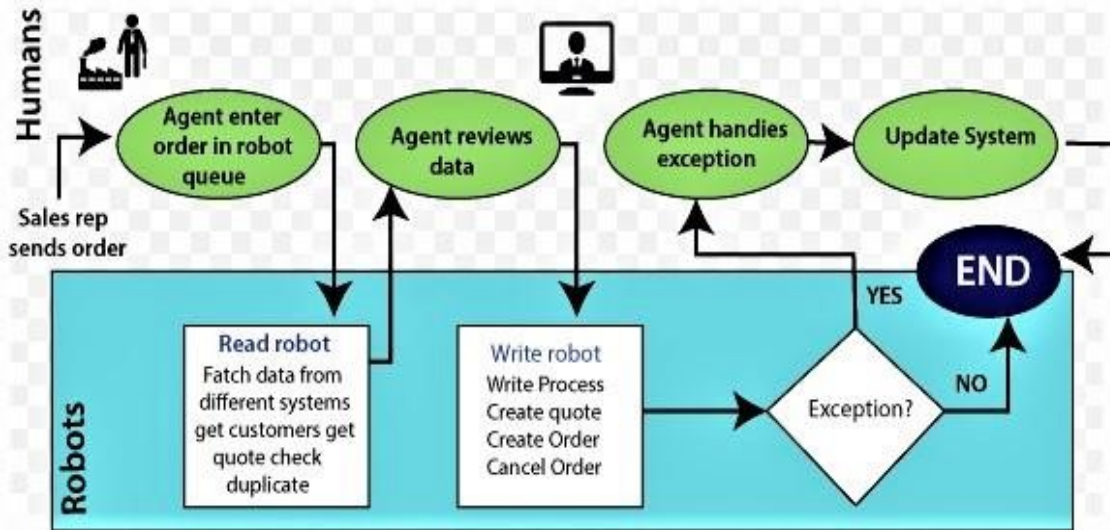 Humans
Agent enter
order in robot
queue
Agent reviews
data
Agent handies
exception
Update System
Sales rep
sends order
END
YES
Robots
Read robot
Fatch data from
different systems
get customers get
quote check
duplicate
Write robot
Write Process
Create quote
Create Order
Cancel Order
Exception?
NO